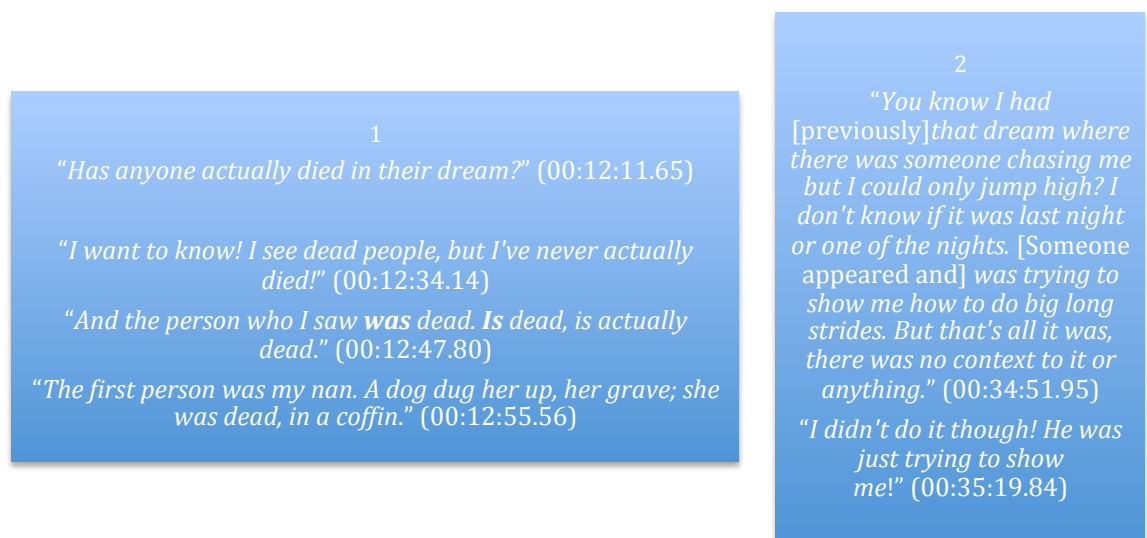 1
“Has anyone actually died in their dream?” (00:12:11.65)
“I want to know! I see dead people, but I've never actually
died!” (00:12:34.14)
“And the person who I saw was dead. Is dead, is actually
dead.” (00:12:47.80)
“The first person was my nan. A dog dug her up, her grave; she
was dead, in a coffin.” (00:12:55.56)
2
“You know I had
[previously]that dream where
there was someone chasing me
but I could only jump high? I
don't know if it was last night
or one of the nights. [Someone
appeared and] was trying to
show me how to do big long
strides. But that's all it was,
there was no context to it or
anything.” (00:34:51.95)
“I didn't do it though! He was
just trying to show
me!” (00:35:19.84)